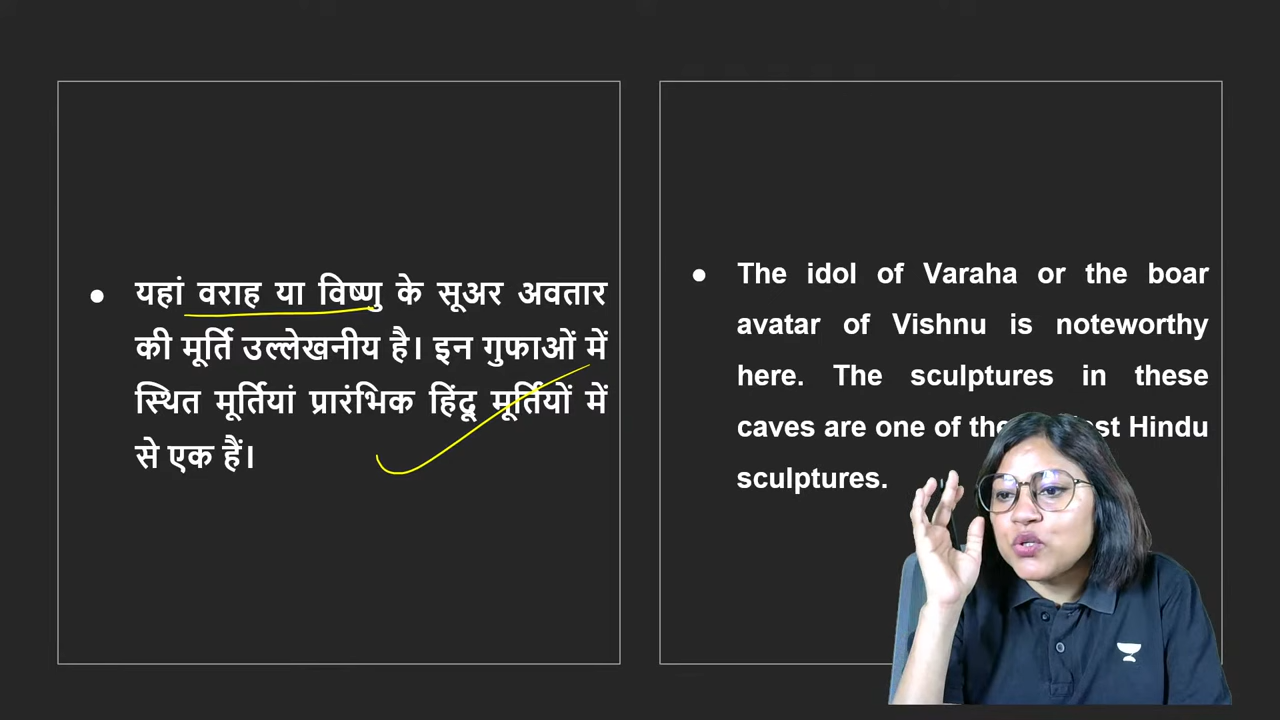 यहां वराह या विष्णु के सूअर अवतार
की मूर्ति उल्लेखनीय है। इन गुफाओं में
स्थित मूर्तियां प्रारंभिक हिंदू मूर्तियों में
से एक हैं।
The idol of Varaha or the boar
avatar of Vishnu is noteworthy
here. The sculptures in these
caves are one of the Hindu
sculptures.